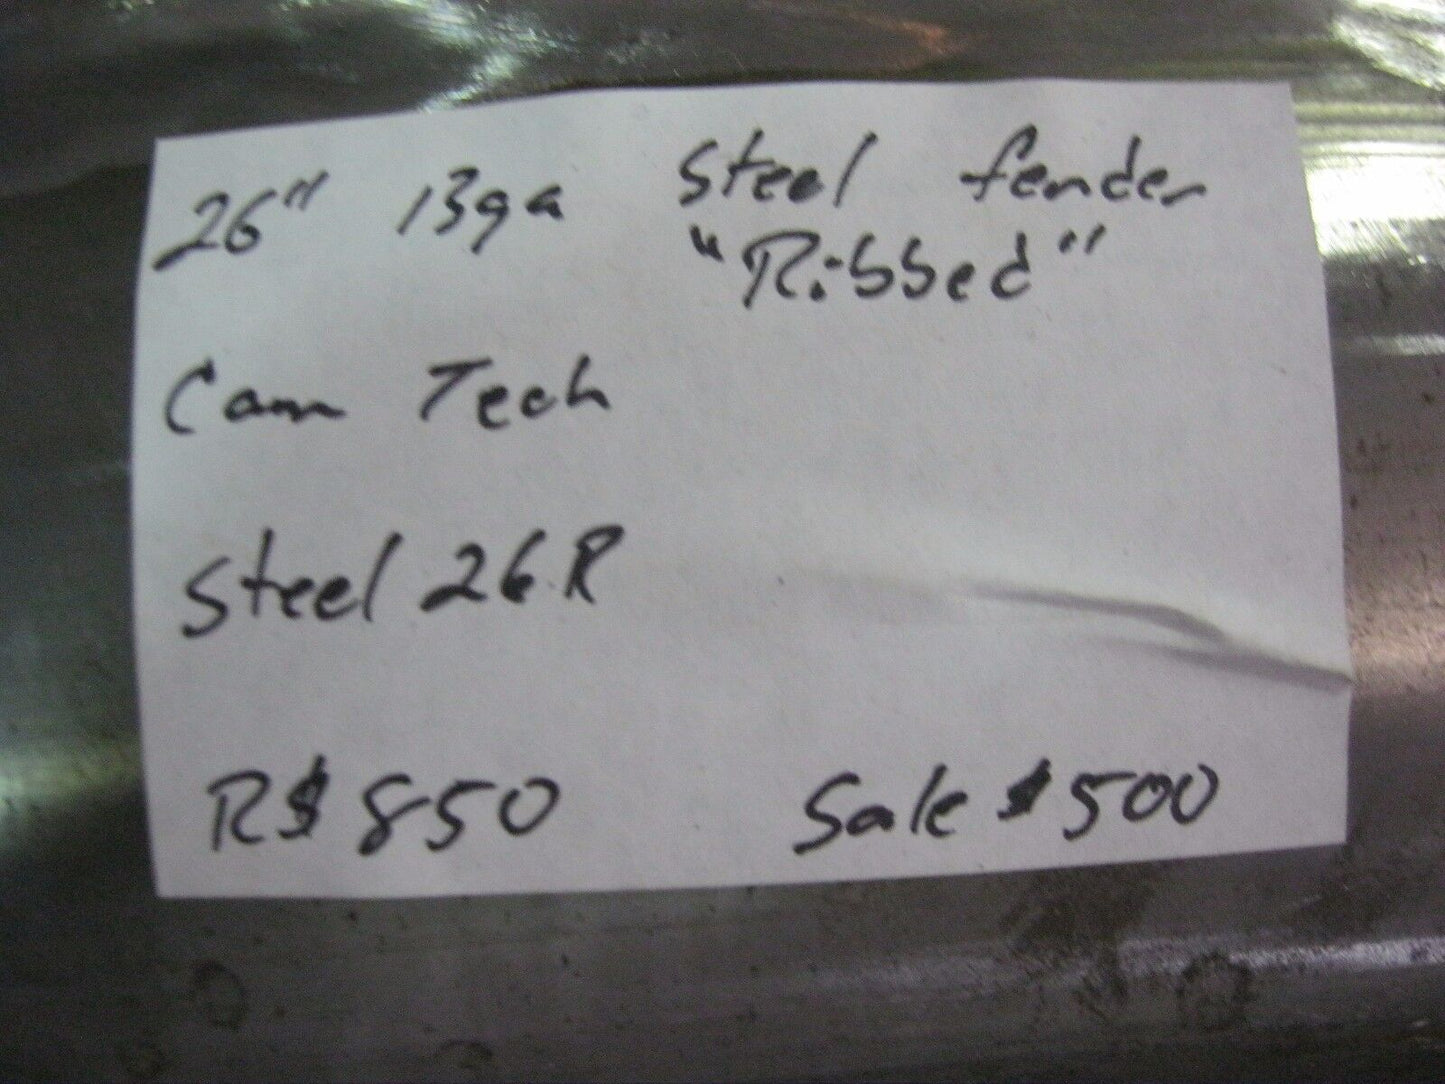 26" 13ga Steel fender
"Ribbed"
Cam Tech
Steel 26R
R$ 850 Sale $500